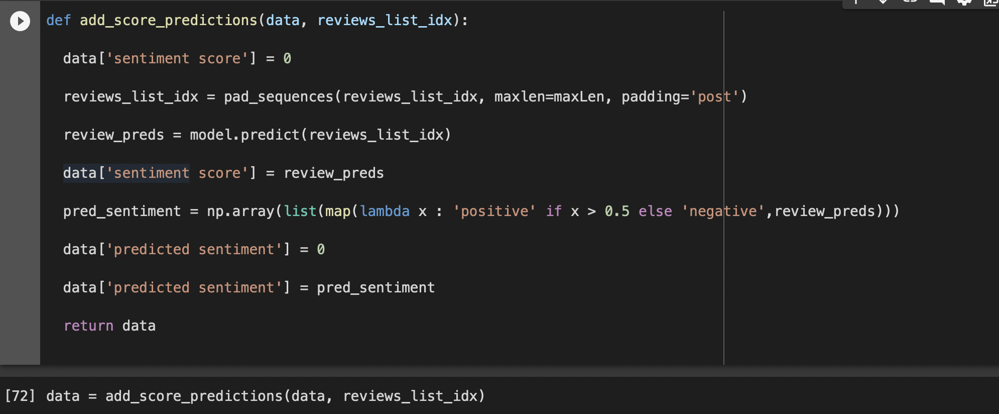 def add_score_predictions(data, reviews_list_idx):
data['sentiment score'] = 0
reviews_list_idx = pad_sequences(reviews_list_idx, maxlen=maxLen, padding='post')
review_preds = model.predict(reviews_list_idx)
data['sentiment score'] = review_preds
pred_sentiment = np.array(list(map(lambda x : 'positive' if x > 0.5 else 'negative',review_preds)))
data['predicted sentiment'] = 0
data['predicted sentiment'] = pred_sentiment
return data
[72] data = add_score_predictions(data, reviews_list_idx)